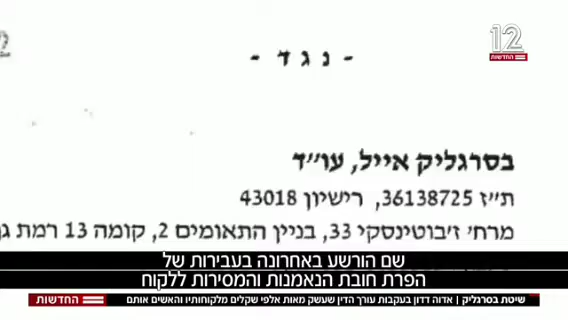 12
החדשות
- נ ג ד -
בסרגליק אייל, עו"ד
ת"ז 36138725, רישיון 43018
מרח' ז'בוטינסקי 33, בניין התאומים 2, קומה 13 רמת
שם הורשע באחרונה בעבירות של
הפרת חובת הנאמנות והמסירות ללקוח
שיטת בסרגליק | אדוה דדון בעקבות עורך הדין שעשק מאות אלפי שקלים מלקוחותיו והאשים אותם
החדשות